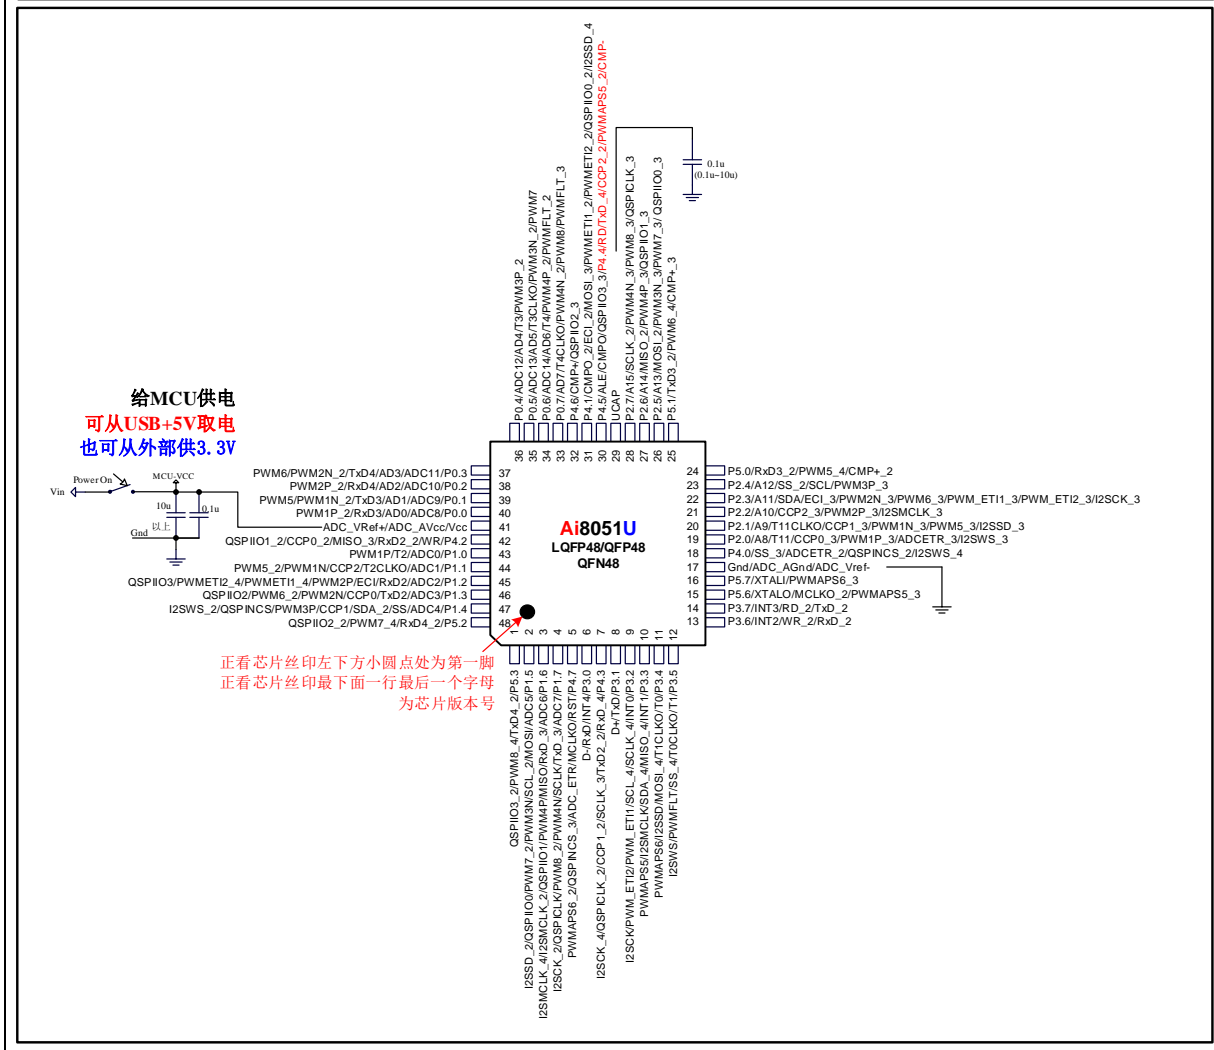 P0.4/ADC12/AD4/T3/PWM3P_2
P0.5/ADC13/AD5/T3CLKO/PWM3N_2/PWM7
P0.6/ADC14/AD6/T4/PWM4P_2/PWMFLT_2
P0.7/AD7/T4CLKO/PWM4N_2/PWM8/PWMFLT_3
P4.6/CMP+/QSPIIO2_3
P4.1/CMPO_2/ECI_2/MOSI_3/PWMETI1_2/PWMETI2_2/QSPIIO0_2/I2SSD_4
P4.5/ALE/CMPO/QSPIIO3_3/P4.4/RD/TxD_4/CCP2_2/PWMAPS5_2/CMP-
UCAP
P2.7/A15/SCLK_2/PWM4N_3/PWM8_3/QSPICLK_3
P2.6/A14/MISO_2/PWM4P_3/QSPIIO1_3
P2.5/A13/MOSI_2/PWM3N_3/PWM7_3/ QSPIIO0_3
P5.1/TxD3_2/PWM6_4/CMP+_3
0.1u
(0.1u~10u)
36 35 34 33 32 31 30 29 28 27 26 25
给MCU供电
可从USB+5V取电
也可从外部供3.3V
Power On
MCU-VCC
Vin
10u
0.1u
以上
Gnd
PWM6/PWM2N_2/TxD4/AD3/ADC11/P0.3 37
PWM2P_2/RxD4/AD2/ADC10/P0.2 38
PWM5/PWM1N_2/TxD3/AD1/ADC9/P0.1 39
PWM1P_2/RxD3/AD0/ADC8/P0.0 40
ADC_VRef+/ADC_AVcc/Vcc 41
QSPIIO1_2/CCP0_2/MISO_3/RxD2_2/WR/P4.2 42
PWM1P/T2/ADC0/P1.0 43
PWM5_2/PWM1N/CCP2/T2CLKO/ADC1/P1.1 44
QSPIIO3/PWMETI2_4/PWMETI1_4/PWM2P/ECI/RxD2/ADC2/P1.2 45
QSPIIO2/PWM6_2/PWM2N/CCP0/TxD2/ADC3/P1.3 46
I2SWS_2/QSPINCS/PWM3P/CCP1/SDA_2/SS/ADC4/P1.4 47
QSPIIO2_2/PWM7_4/RxD4_2/P5.2 48
Ai8051U
LQFP48/QFP48
QFN48
24 P5.0/RxD3_2/PWM5_4/CMP+_2
23 P2.4/A12/SS_2/SCL/PWM3P_3
22 P2.3/A11/SDA/ECI_3/PWM2N_3/PWM6_3/PWM_ETI1_3/PWM_ETI2_3/I2SCK_3
21 P2.2/A10/CCP2_3/PWM2P_3/I2SMCLK_3
20 P2.1/A9/T11CLKO/CCP1_3/PWM1N_3/PWM5_3/I2SSD_3
19 P2.0/A8/T11/CCP0_3/PWM1P_3/ADCETR_3/I2SWS_3
18 P4.0/SS_3/ADCETR_2/QSPINCS_2/I2SWS_4
17 Gnd/ADC_AGnd/ADC_Vref-
16 P5.7/XTALI/PWMAPS6_3
15 P5.6/XTALO/MCLKO_2/PWMAPS5_3
14 P3.7/INT3/RD_2/TxD_2
13 P3.6/INT2/WR_2/RxD_2
1 2 3 4 5 6 7 8 9 10 11 12
正看芯片丝印左下方小圆点处为第一脚
正看芯片丝印最下面一行最后一个字母
为芯片版本号
QSPIIO3_2/PWM8_4/TxD4_2/P5.3
I2SSD_2/QSPIIO0/PWM7_2/PWM3N/SCL_2/MOSI/ADC5/P1.5
I2SMCLK_4/I2SMCLK_2/QSPIIO1/PWM4P/MISO/RxD_3/ADC6/P1.6
I2SCK_2/QSPICLK/PWM8_2/PWM4N/SCLK/TxD_3/ADC7/P1.7
PWMAPS6_2/QSPINCS_3/ADC_ETR/MCLKO/RST/P4.7
D-/RxD/INT4/P3.0
I2SCK_4/QSPICLK_2/CCP1_2/SCLK_3/TxD2_2/RxD_4/P4.3
D+/TxD/P3.1
I2SCK/PWM_ETI2/PWM_ETI1/SCL_4/SCLK_4/INT0/P3.2
PWMAPS5/I2SMCLK/SDA_4/MISO_4/INT1/P3.3
PWMAPS6/I2SSD/MOSI_4/T1CLKO/T0/P3.4
I2SWS/PWMFLT/SS_4/T0CLKO/T1/P3.5